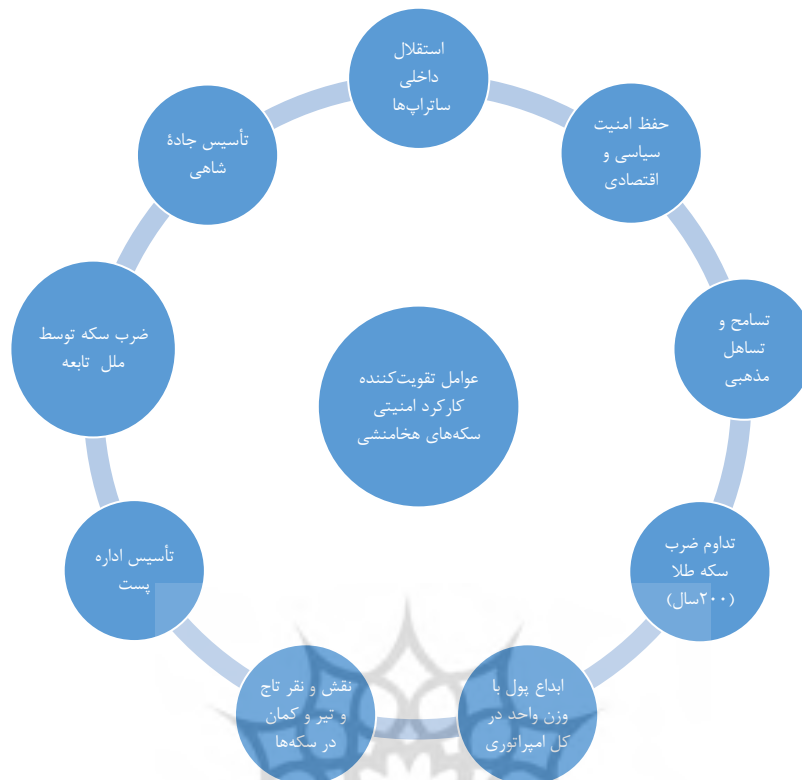 استقلال
داخلی
ساتراپ‌ها
حفظ امنیت
سیاسی و
اقتصادی
تسامح و
تساهل
مذهبی
تداوم ضرب
سکه طلا
(۲۰۰سال)
ابداع پول با
وزن واحد در
کل امپراتوری
نقش و نقر تاج
و تیر و کمان
در سکه‌ها
تأسیس اداره
پست
ضرب سکه توسط
ملل تابعه
تأسیس جادۀ
شاهی
عوامل تقویت‌کننده
کارکرد امنیتی
سکه‌های هخامنشی